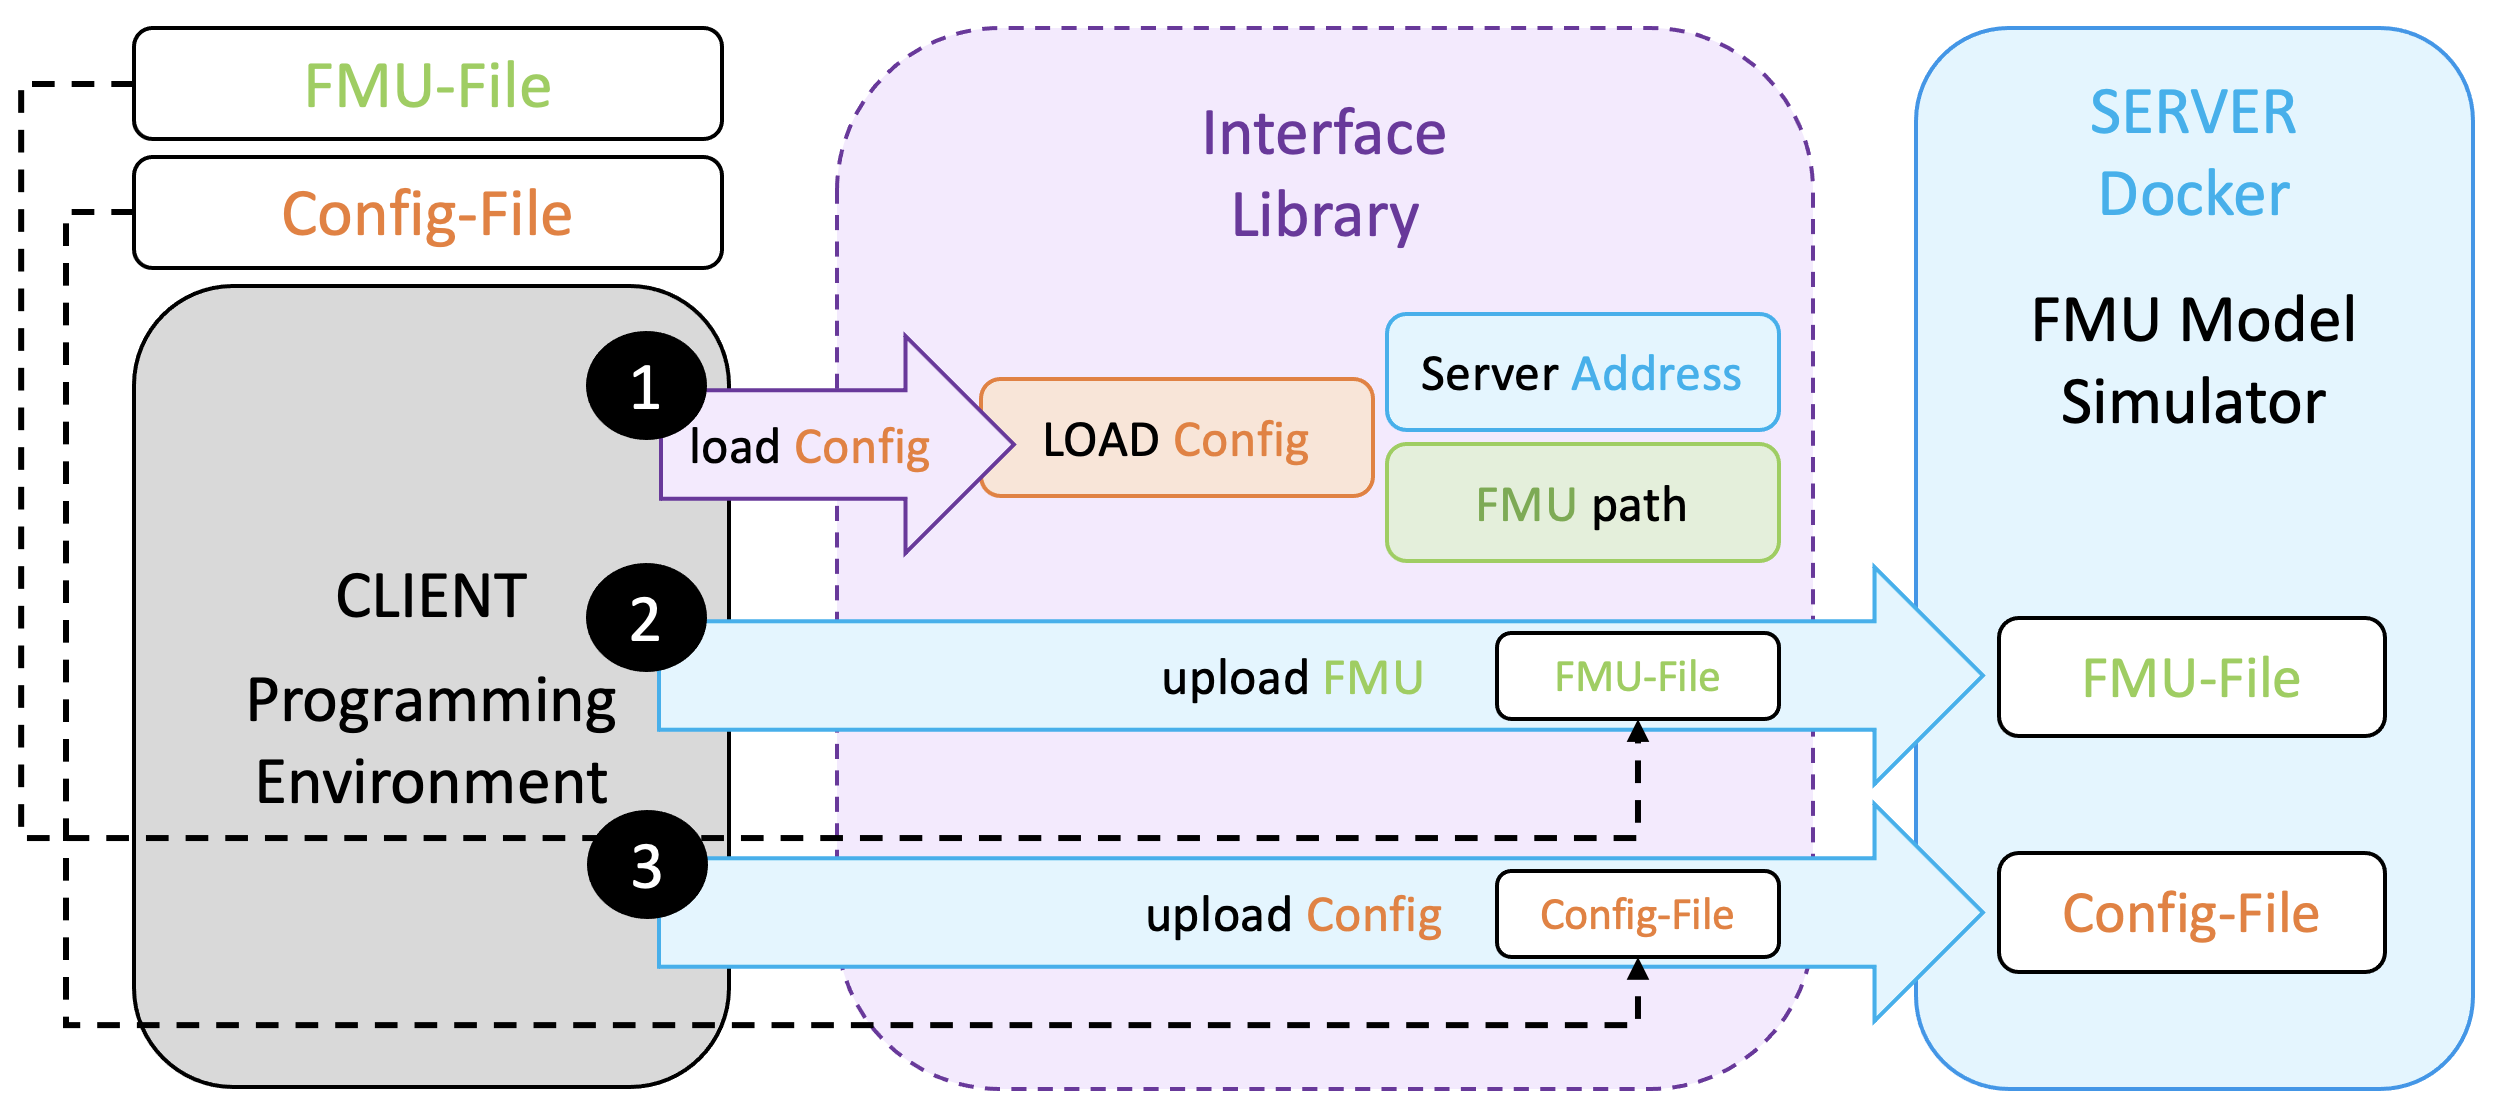 FMU-File
Config-File
CLIENT
Programming
Environment
1
load Config
2
3
Interface
Library
LOAD Config
Server Address
FMU path
upload FMU
FMU-File
upload Config
Config-File
SERVER
Docker
FMU Model
Simulator
FMU-File
Config-File